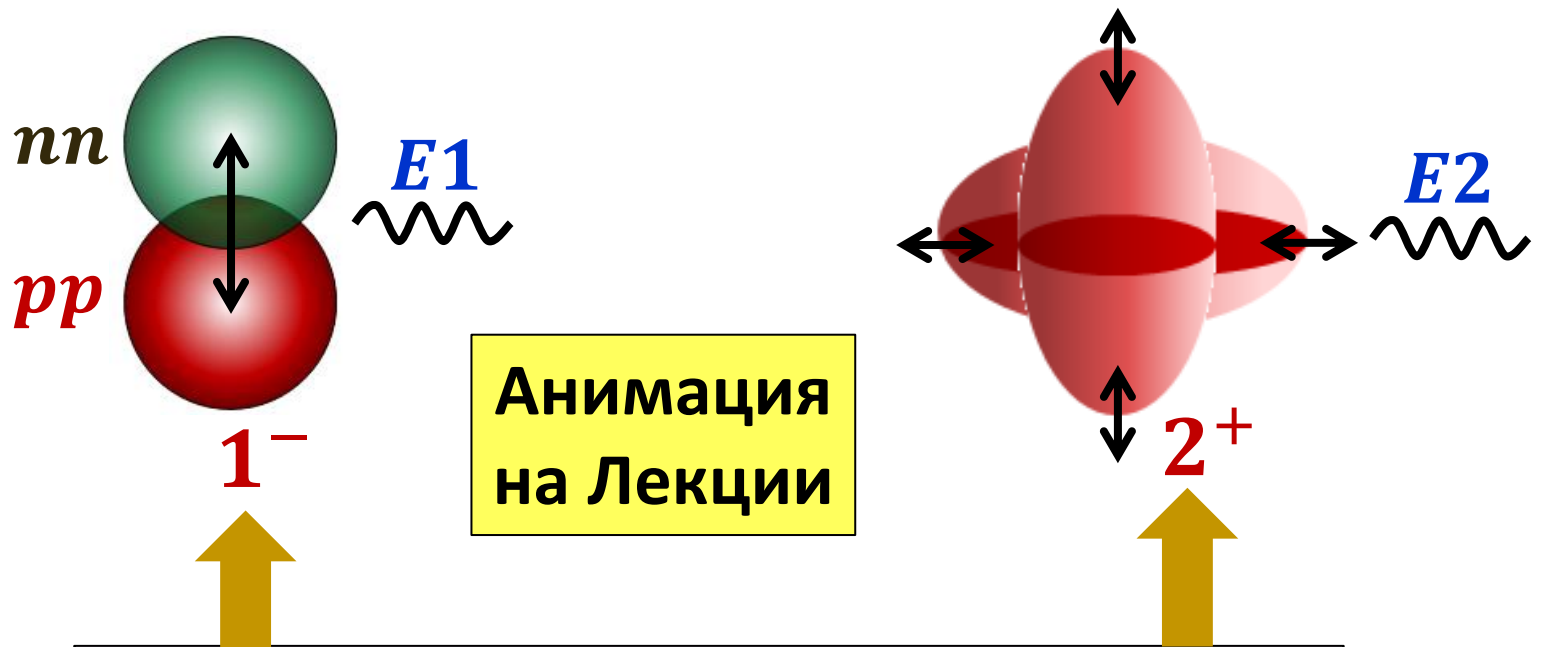 nn
E1
pp
1⁻
Анимация
на Лекции
E2
2⁺